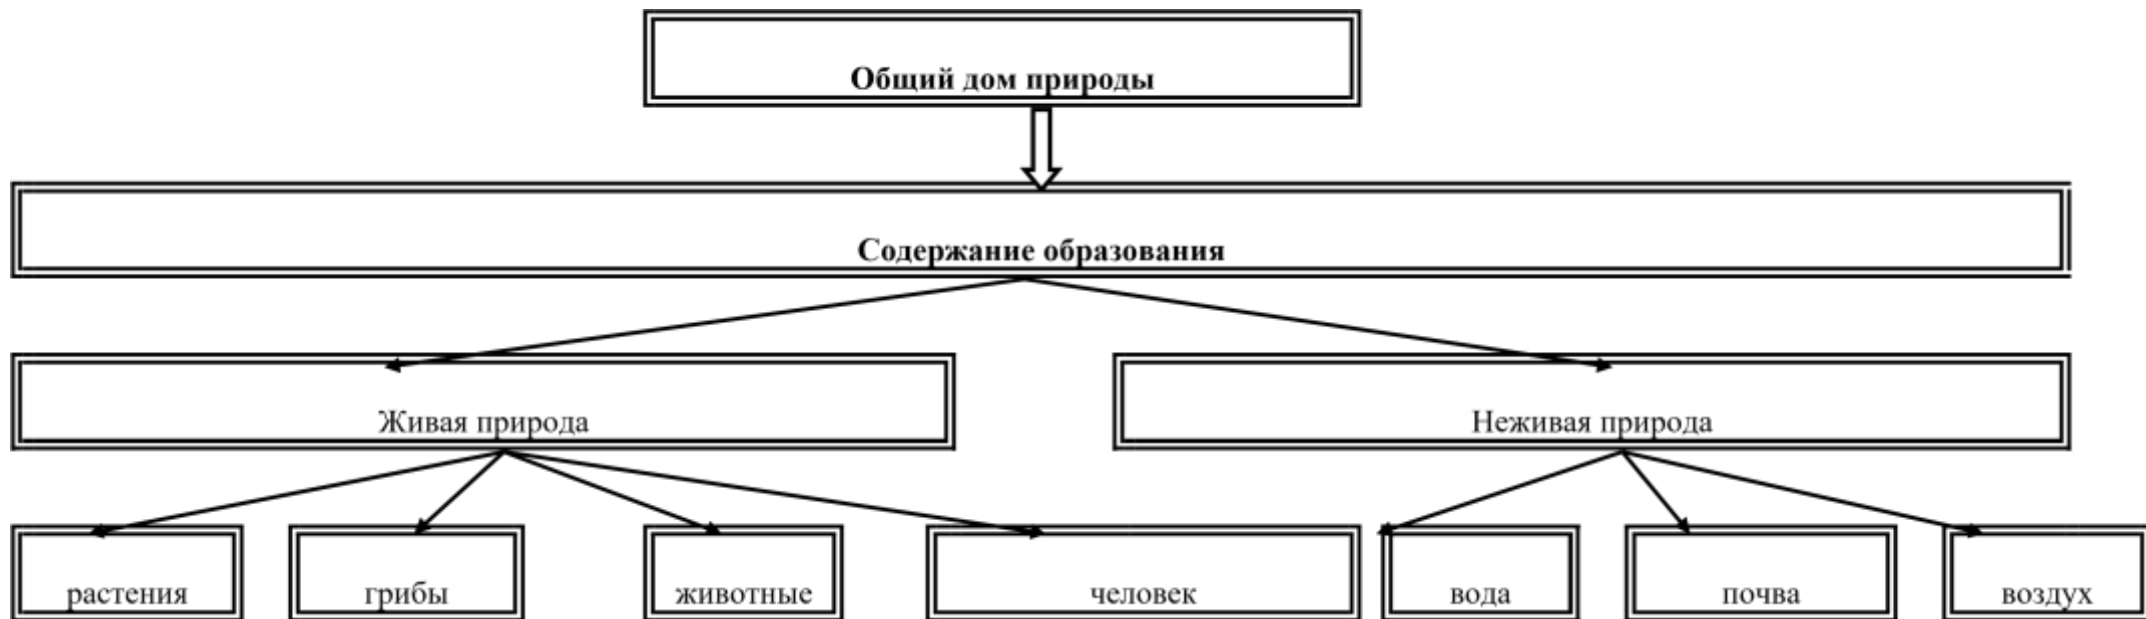 Общий дом природы
Содержание образования
Живая природа
Неживая природа
растения
грибы
животные
человек
вода
почва
воздух